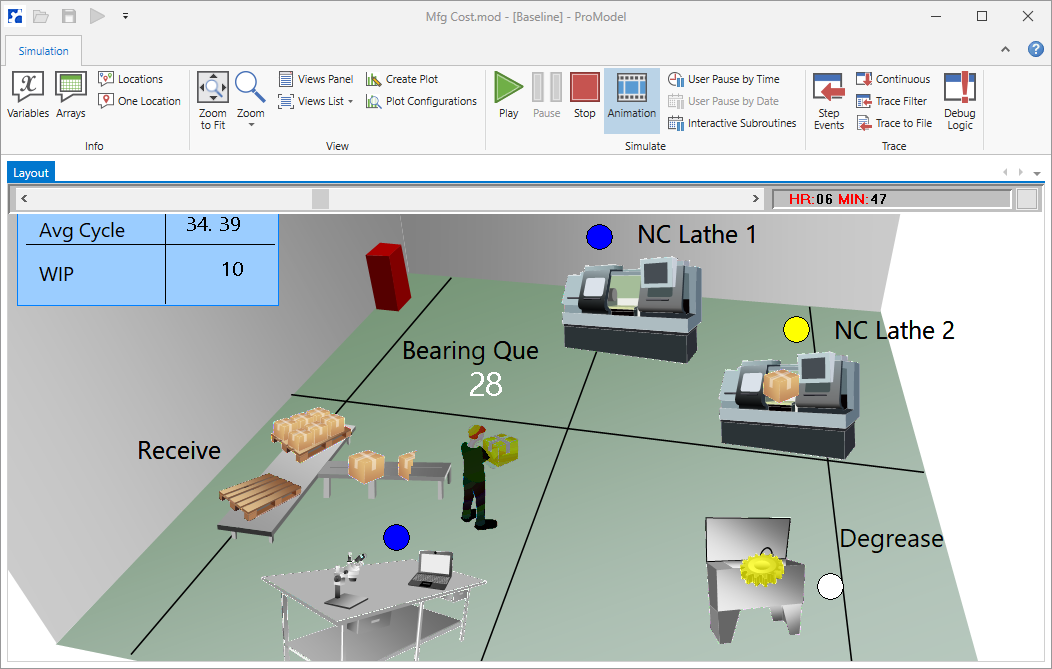 Mfg Cost.mod - [Baseline] - ProModel
Simulation
Variables
Arrays
Locations
One Location
Info
Zoom to Fit
Zoom
Views Panel
Views List
Create Plot
Plot Configurations
View
Play
Pause
Stop
Animation
User Pause by Time
User Pause by Date
Interactive Subroutines
Simulate
Step Events
Continuous
Trace Filter
Trace to File
Debug Logic
Trace
Layout
HR:06 MIN:47
Avg Cycle 34. 39
WIP 10
NC Lathe 1
NC Lathe 2
Bearing Que
28
Receive
Degrease